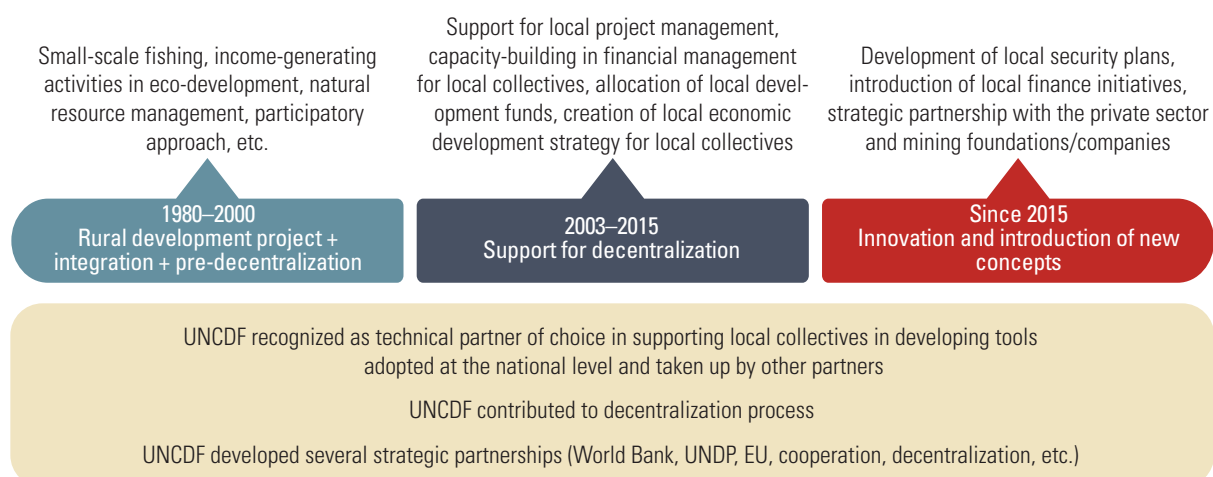 Small-scale fishing, income-generating
activities in eco-development, natural
resource management, participatory
approach, etc.
Support for local project management,
capacity-building in financial management
for local collectives, allocation of local devel-
opment funds, creation of local economic
development strategy for local collectives
Development of local security plans,
introduction of local finance initiatives,
strategic partnership with the private sector
and mining foundations/companies
1980–2000
Rural development project +
integration + pre-decentralization
2003–2015
Support for decentralization
Since 2015
Innovation and introduction of new
concepts
UNCDF recognized as technical partner of choice in supporting local collectives in developing tools
adopted at the national level and taken up by other partners
UNCDF contributed to decentralization process
UNCDF developed several strategic partnerships (World Bank, UNDP, EU, cooperation, decentralization, etc.)